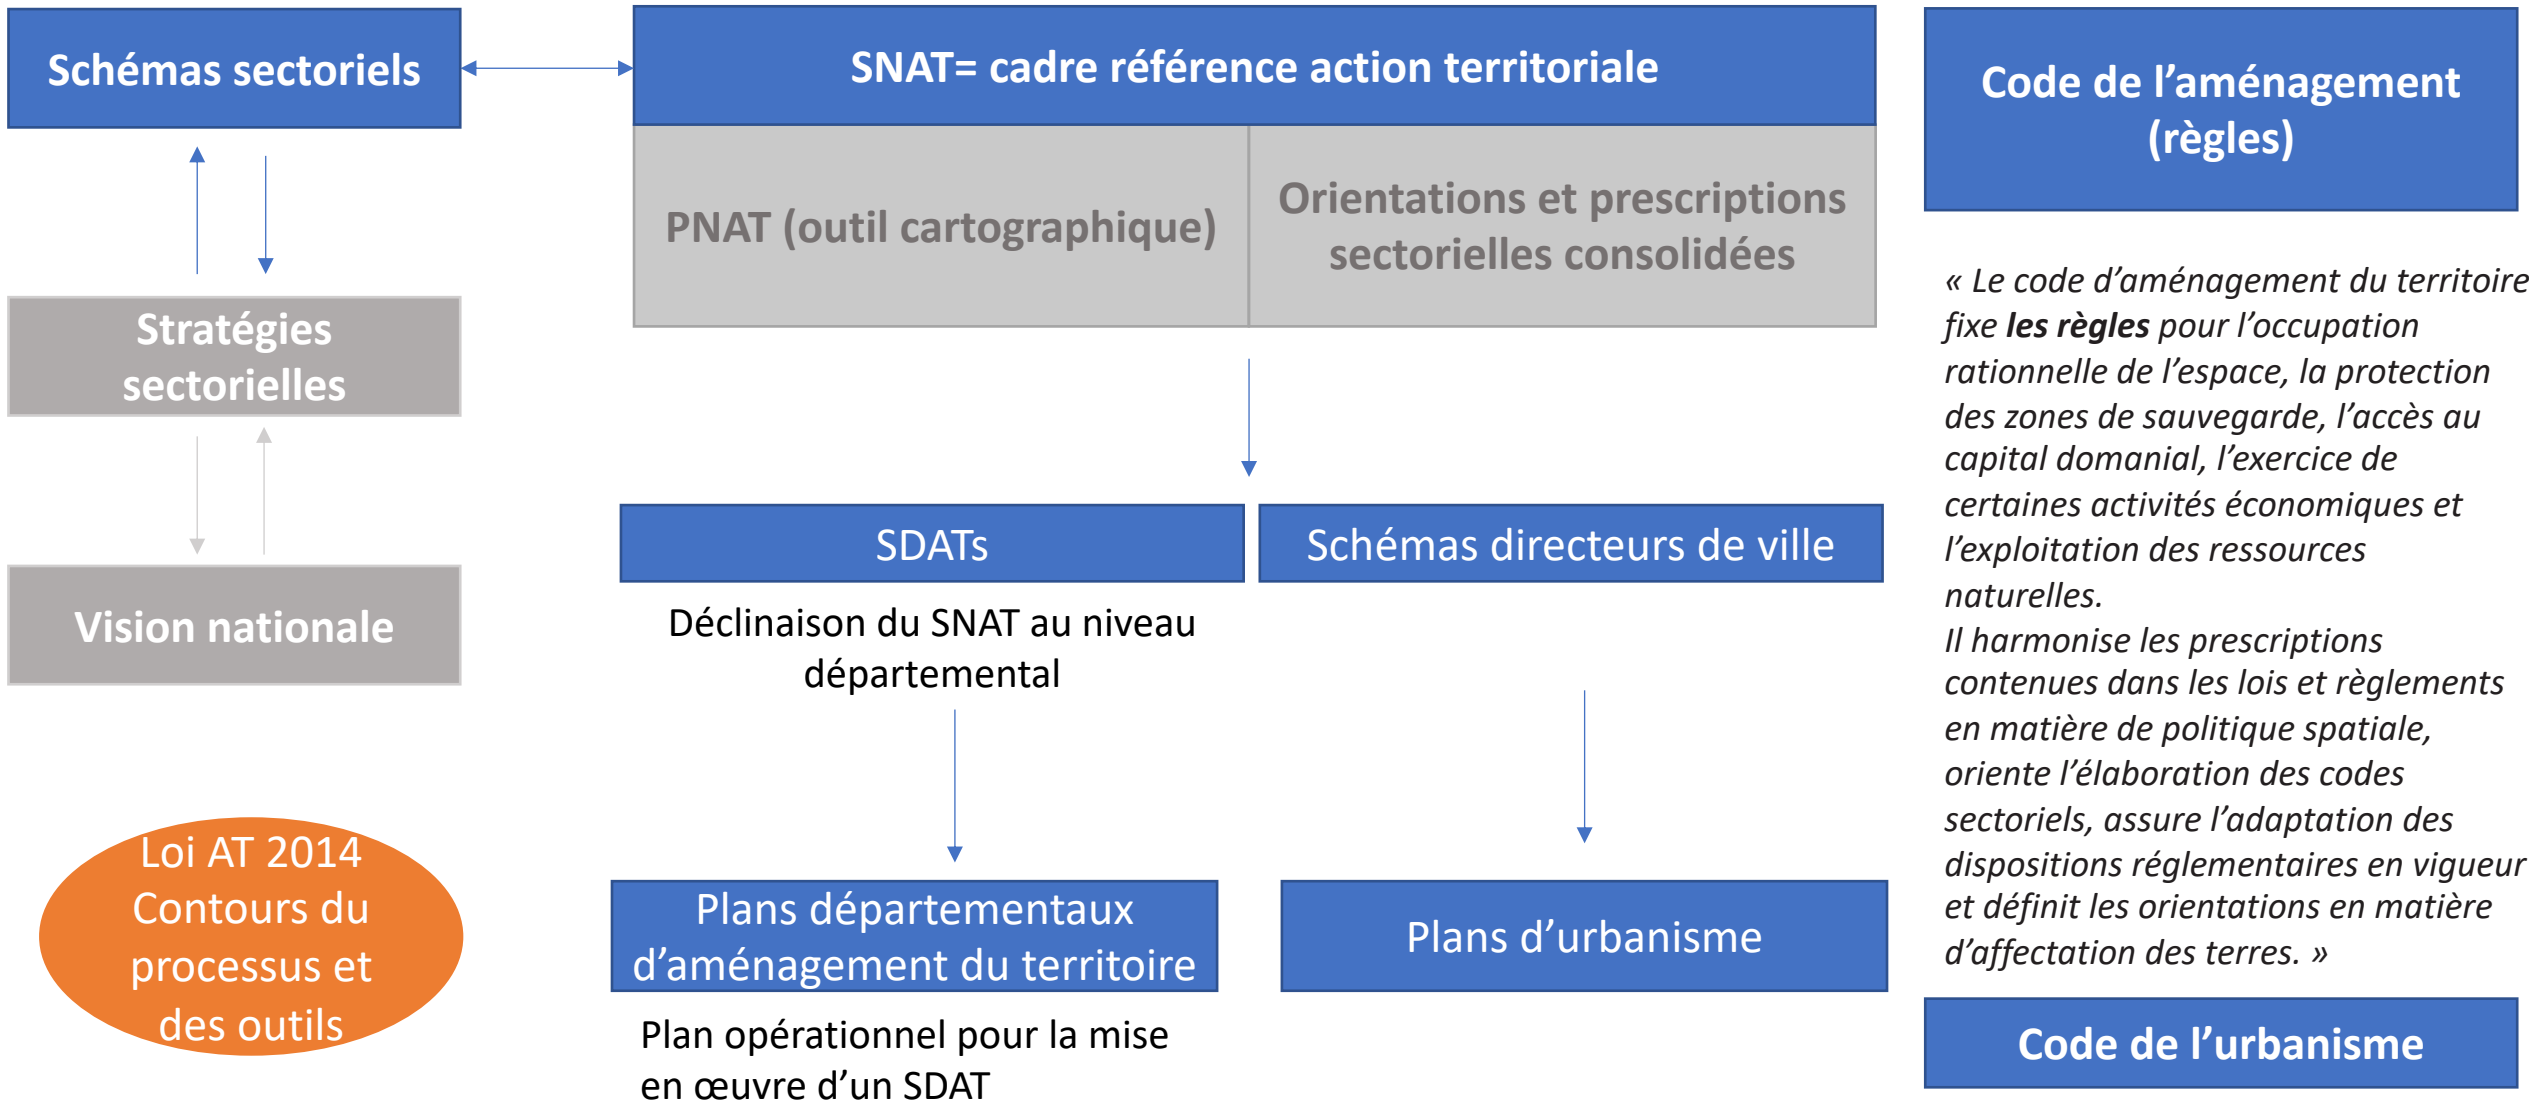 Schémas sectoriels
Stratégies
sectorielles
Vision nationale
Loi AT 2014
Contours du
processus et
des outils
SNAT= cadre référence action territoriale
PNAT (outil cartographique)
Orientations et prescriptions
sectorielles consolidées
SDATs
Déclinaison du SNAT au niveau
départemental
Schémas directeurs de ville
Plans départementaux
d’aménagement du territoire
Plan opérationnel pour la mise
en œuvre d’un SDAT
Plans d’urbanisme
Code de l’aménagement
(règles)
« Le code d’aménagement du territoire
fixe les règles pour l’occupation
rationnelle de l’espace, la protection
des zones de sauvegarde, l’accès au
capital domanial, l’exercice de
certaines activités économiques et
l’exploitation des ressources
naturelles.
Il harmonise les prescriptions
contenues dans les lois et règlements
en matière de politique spatiale,
oriente l’élaboration des codes
sectoriels, assure l’adaptation des
dispositions réglementaires en vigueur
et définit les orientations en matière
d’affectation des terres. »
Code de l’urbanisme